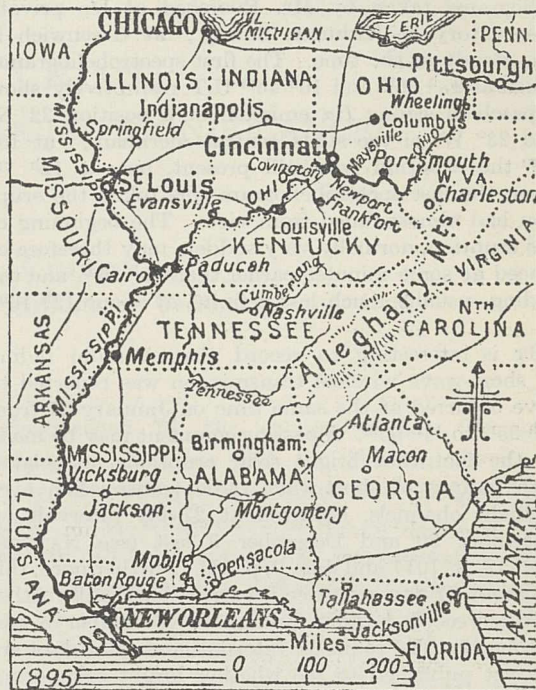 CHICAGO
ILL
MICHIGAN
L. ERIE
PENN.
IOWA
Pittsburgh
ILLINOIS
INDIANA
OHIO
Wheeling
Indianapolis
Columbus
Springfield
Cincinnati
Maysville
Ohio
MISSISSIPPI
Covington
Portsmouth
W. VA.
St. Louis
Newport
Charleston
MISSOURI
Evansville
OHIO
Frankfort
Louisville
KENTUCKY
VIRGINIA
Cairo
Paducah
Cumberland
Nashville
Alleghany Mts.
NTH
CAROLINA
TENNESSEE
ARKANSAS
MISSISSIPPI
Memphis
Tennessee
Atlanta
Birmingham
Macon
MISSISSIPPI
Vicksburg
ALABAMA
GEORGIA
Jackson
Montgomery
LOUISIANA
Mobile
Pensacola
ATLANTIC
Baton Rouge
Tallahassee
NEW ORLEANS
Jacksonville
Miles
FLORIDA
(895)
0 100 200